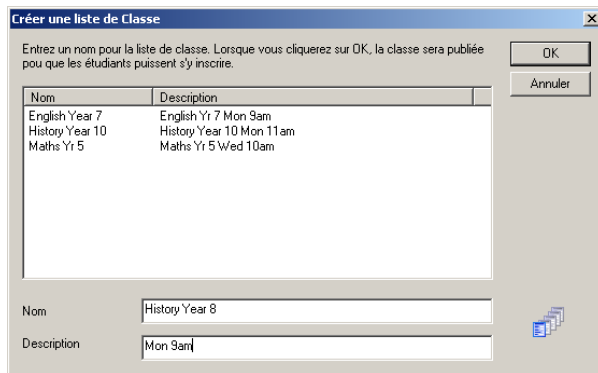 Créer une liste de Classe
Entrez un nom pour la liste de classe. Lorsque vous cliquerez sur OK, la classe sera publiée
pou que les étudiants puissent s'y inscrire.
OK
Annuler
Nom Description
English Year 7 English Yr 7 Mon 9am
History Year 10 History Year 10 Mon 11am
Maths Yr 5 Maths Yr 5 Wed 10am
Nom History Year 8
Description Mon 9am